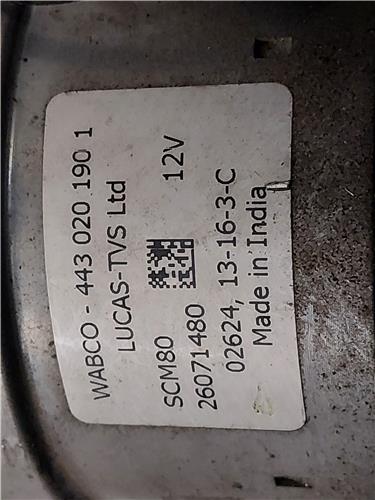 WABCO - 443 020 190 1
LUCAS-TVS Ltd
SCM80 12V
26071480
02624, 13-16-3-C
Made in India